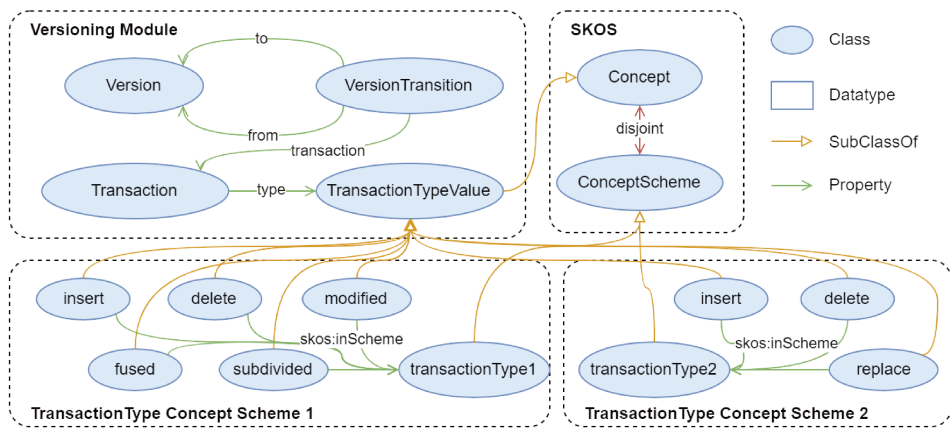 Versioning Module
SKOS
to
Class
Version
VersionTransition
Concept
Datatype
from
disjoint
transaction
SubClassOf
Transaction
type
TransactionTypeValue
ConceptScheme
Property
insert
delete
modified
insert
delete
skos:inScheme
skos:inScheme
fused
subdivided
transactionType1
transactionType2
replace
TransactionType Concept Scheme 1
TransactionType Concept Scheme 2